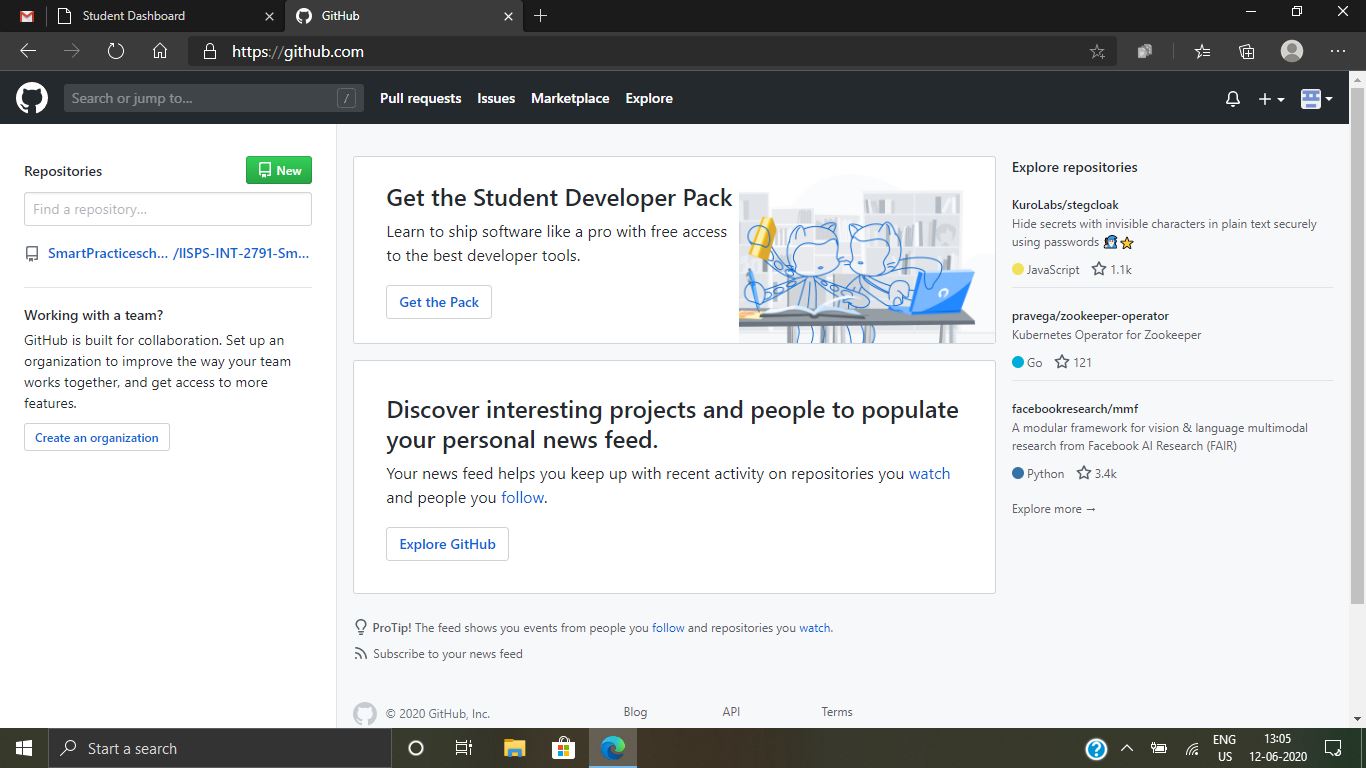 Student Dashboard
GitHub
https://github.com
Search or jump to...
/
Pull requests
Issues
Marketplace
Explore
Repositories
New
Find a repository...
SmartPracticesch... /IISPS-INT-2791-Sm...
Working with a team?
GitHub is built for collaboration. Set up an
organization to improve the way your team
works together, and get access to more
features.
Create an organization
Get the Student Developer Pack
Learn to ship software like a pro with free access
to the best developer tools.
Get the Pack
Discover interesting projects and people to populate
your personal news feed.
Your news feed helps you keep up with recent activity on repositories you watch
and people you follow.
Explore GitHub
ProTip! The feed shows you events from people you follow and repositories you watch.
Subscribe to your news feed
© 2020 GitHub, Inc.
Blog
API
Terms
Explore repositories
KuroLabs/stegcloak
Hide secrets with invisible characters in plain text securely
using passwords 🧙‍♂️⭐
JavaScript 1.1k
pravega/zookeeper-operator
Kubernetes Operator for Zookeeper
Go 121
facebookresearch/mmf
A modular framework for vision & language multimodal
research from Facebook AI Research (FAIR)
Python 3.4k
Explore more →
Start a search
ENG
US
13:05
12-06-2020